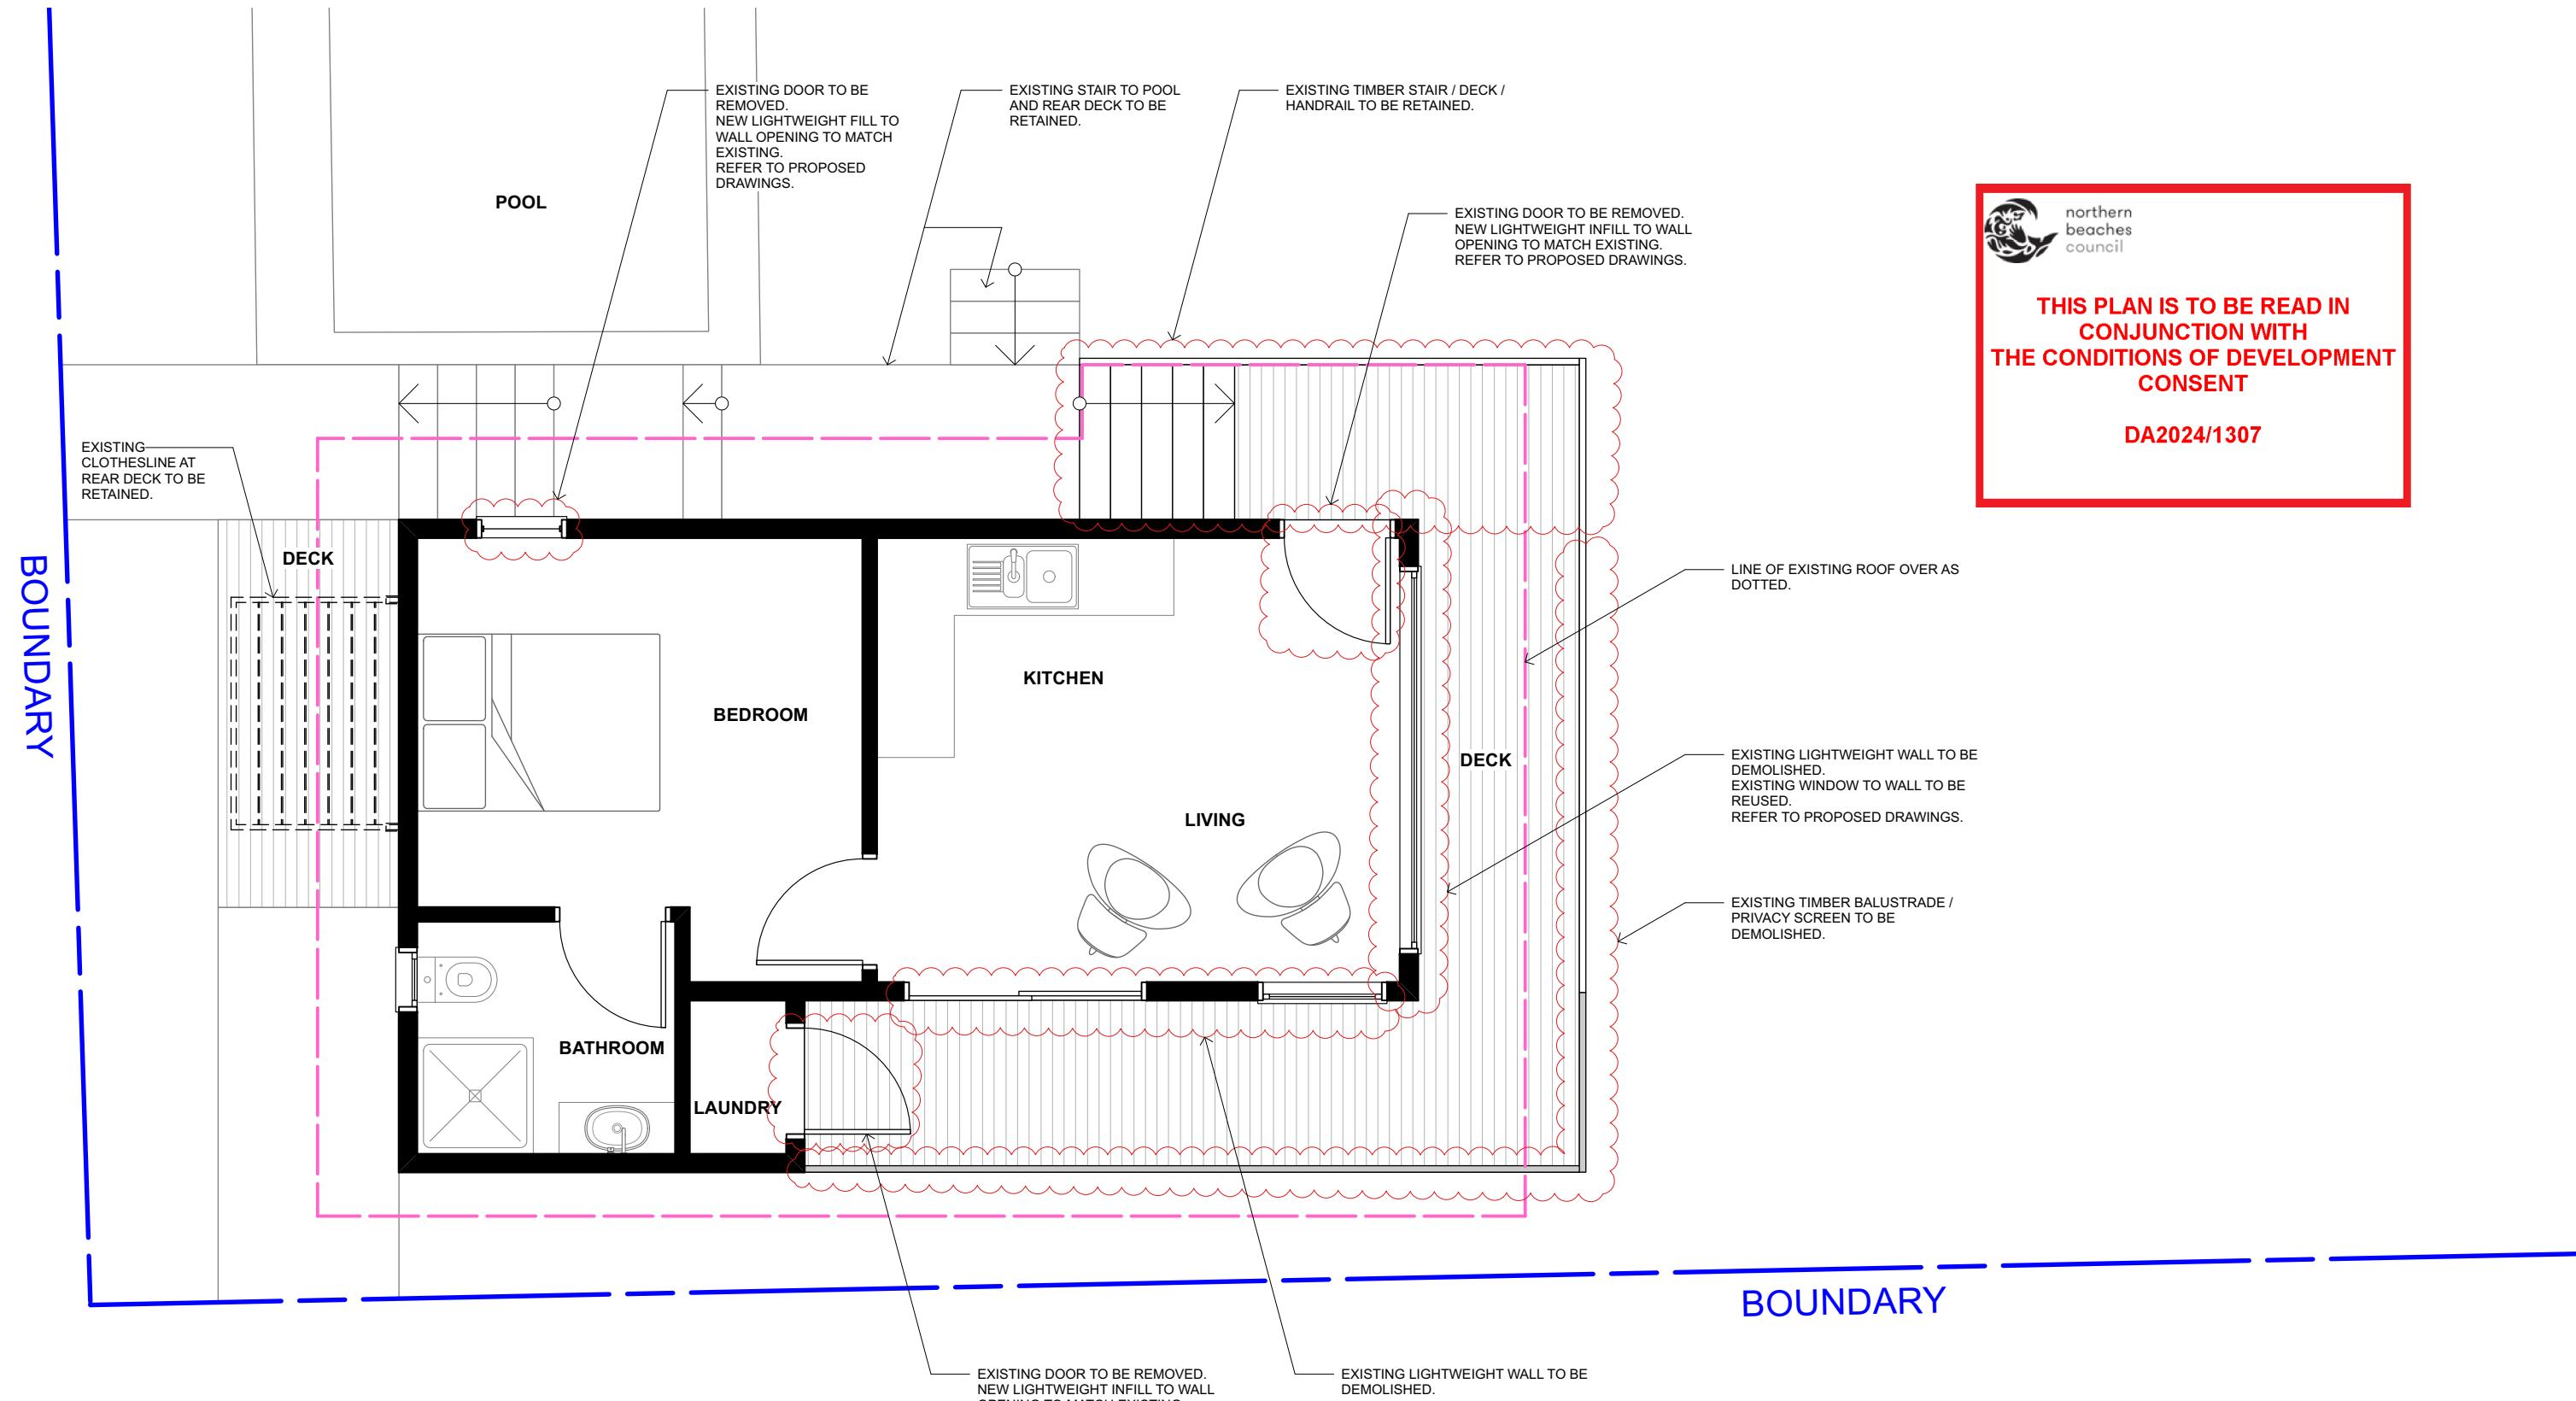 EXISTING DOOR TO BE
REMOVED.
NEW LIGHTWEIGHT FILL TO
WALL OPENING TO MATCH
EXISTING.
REFER TO PROPOSED
DRAWINGS.
EXISTING STAIR TO POOL
AND REAR DECK TO BE
RETAINED.
EXISTING TIMBER STAIR / DECK /
HANDRAIL TO BE RETAINED.
POOL
EXISTING DOOR TO BE REMOVED.
NEW LIGHTWEIGHT INFILL TO WALL
OPENING TO MATCH EXISTING.
REFER TO PROPOSED DRAWINGS.
northern
beaches
council
THIS PLAN IS TO BE READ IN
CONJUNCTION WITH
THE CONDITIONS OF DEVELOPMENT
CONSENT
DA2024/1307
EXISTING
CLOTHESLINE AT
REAR DECK TO BE
RETAINED.
DECK
BOUNDARY
LINE OF EXISTING ROOF OVER AS
DOTTED.
KITCHEN
BEDROOM
DECK
EXISTING LIGHTWEIGHT WALL TO BE
DEMOLISHED.
EXISTING WINDOW TO WALL TO BE
REUSED.
REFER TO PROPOSED DRAWINGS.
LIVING
EXISTING TIMBER BALUSTRADE /
PRIVACY SCREEN TO BE
DEMOLISHED.
BATHROOM
LAUNDRY
BOUNDARY
EXISTING DOOR TO BE REMOVED.
NEW LIGHTWEIGHT INFILL TO WALL
OPENING TO MATCH EXISTING
EXISTING LIGHTWEIGHT WALL TO BE
DEMOLISHED.